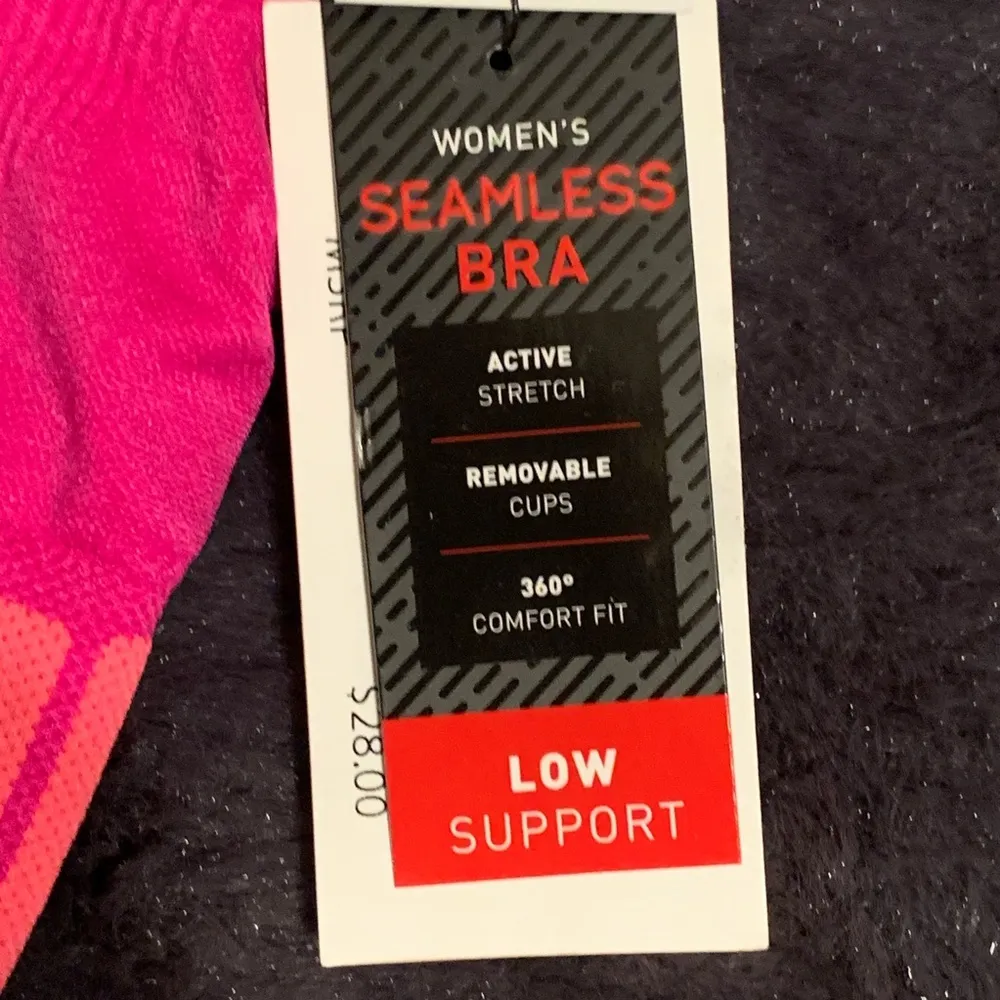 WOMEN'S
SEAMLESS
BRA
ACTIVE
STRETCH
REMOVABLE
CUPS
360°
COMFORT FIT
LOW
SUPPORT
$28.00